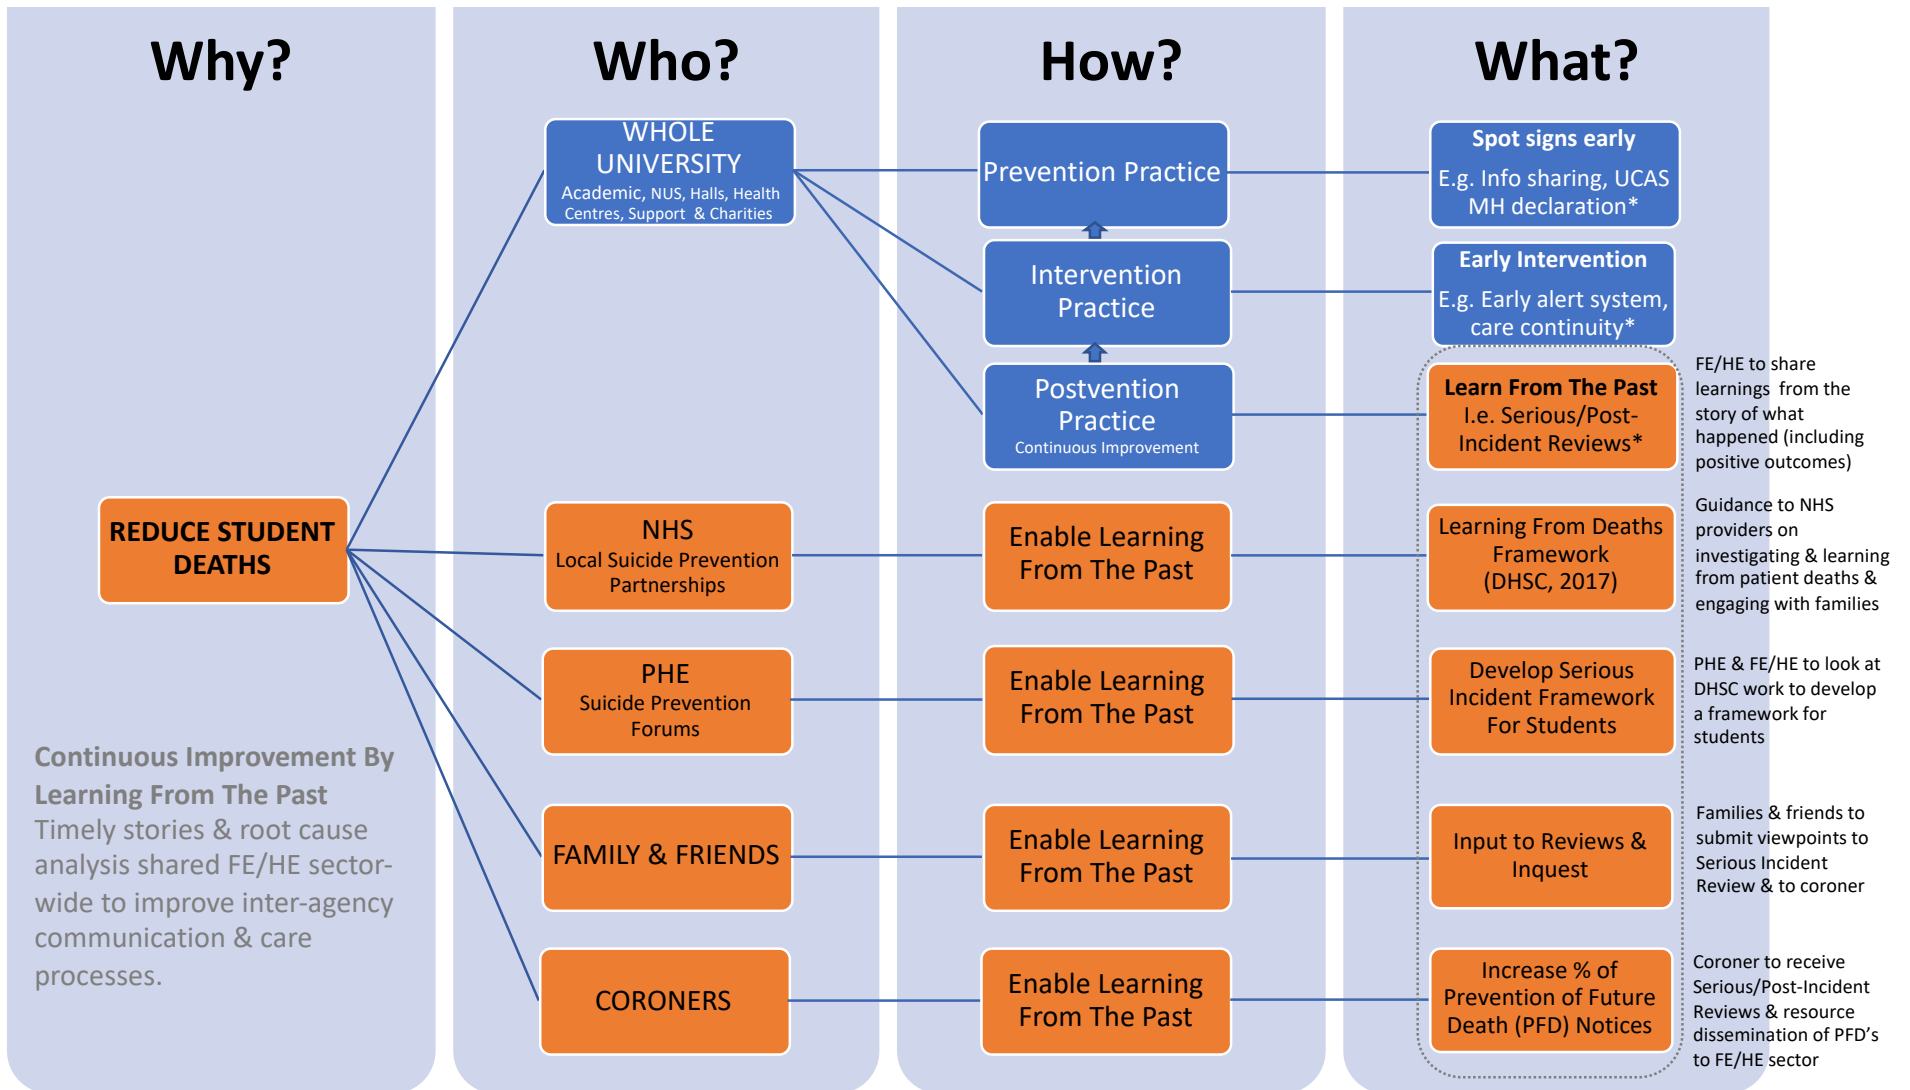 Why?
Who?
How?
What?
WHOLE
UNIVERSITY
Academic, NUS, Halls, Health
Centres, Support & Charities
Prevention Practice
Spot signs early
E.g. Info sharing, UCAS
MH declaration*
Intervention
Practice
Early Intervention
E.g. Early alert system,
care continuity*
Postvention
Practice
Continuous Improvement
Learn From The Past
I.e. Serious/Post-
Incident Reviews*
FE/HE to share
learnings from the
story of what
happened (including
positive outcomes)
REDUCE STUDENT
DEATHS
NHS
Local Suicide Prevention
Partnerships
Enable Learning
From The Past
Learning From Deaths
Framework
(DHSC, 2017)
Guidance to NHS
providers on
investigating & learning
from patient deaths &
engaging with families
PHE
Suicide Prevention
Forums
Enable Learning
From The Past
Develop Serious
Incident Framework
For Students
PHE & FE/HE to look at
DHSC work to develop
a framework for
students
Continuous Improvement By
Learning From The Past
Timely stories & root cause
analysis shared FE/HE sector-
wide to improve inter-agency
communication & care
processes.
FAMILY & FRIENDS
Enable Learning
From The Past
Input to Reviews &
Inquest
Families & friends to
submit viewpoints to
Serious Incident
Review & to coroner
CORONERS
Enable Learning
From The Past
Increase % of
Prevention of Future
Death (PFD) Notices
Coroner to receive
Serious/Post-Incident
Reviews & resource
dissemination of PFD's
to FE/HE sector